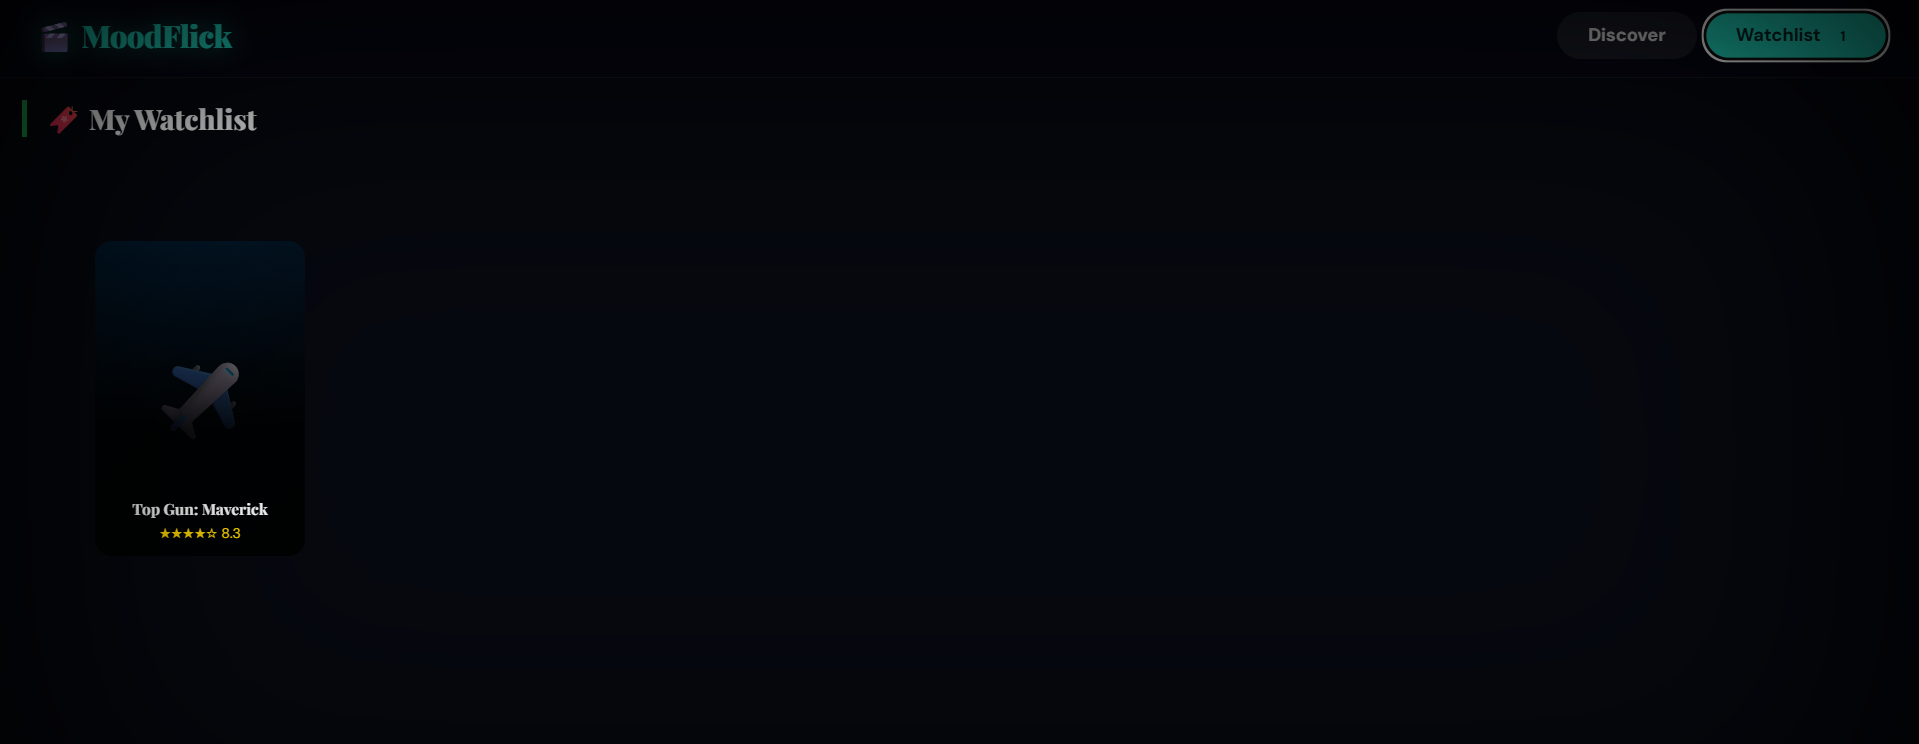 MoodFlick
Discover
Watchlist 1
My Watchlist
Top Gun: Maverick
★★★★☆ 8.3